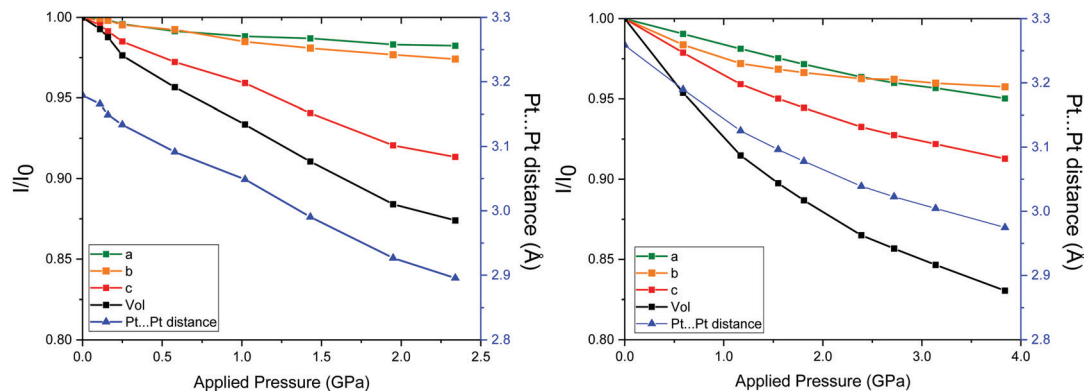 1.00
0.95
0.90
0.85
0.80
I/I0
a
b
c
Vol
Pt...Pt distance
0.0 0.5 1.0 1.5 2.0 2.5
Applied Pressure (GPa)
3.3
3.2
3.1
3.0
2.9
2.8
Pt...Pt distance (Å)
1.00
0.95
0.90
0.85
0.80
I/I0
a
b
c
Vol
Pt...Pt distance
0.0 1.0 2.0 3.0 4.0
Applied Pressure (GPa)
3.3
3.2
3.1
3.0
2.9
2.8
Pt...Pt distance (Å)